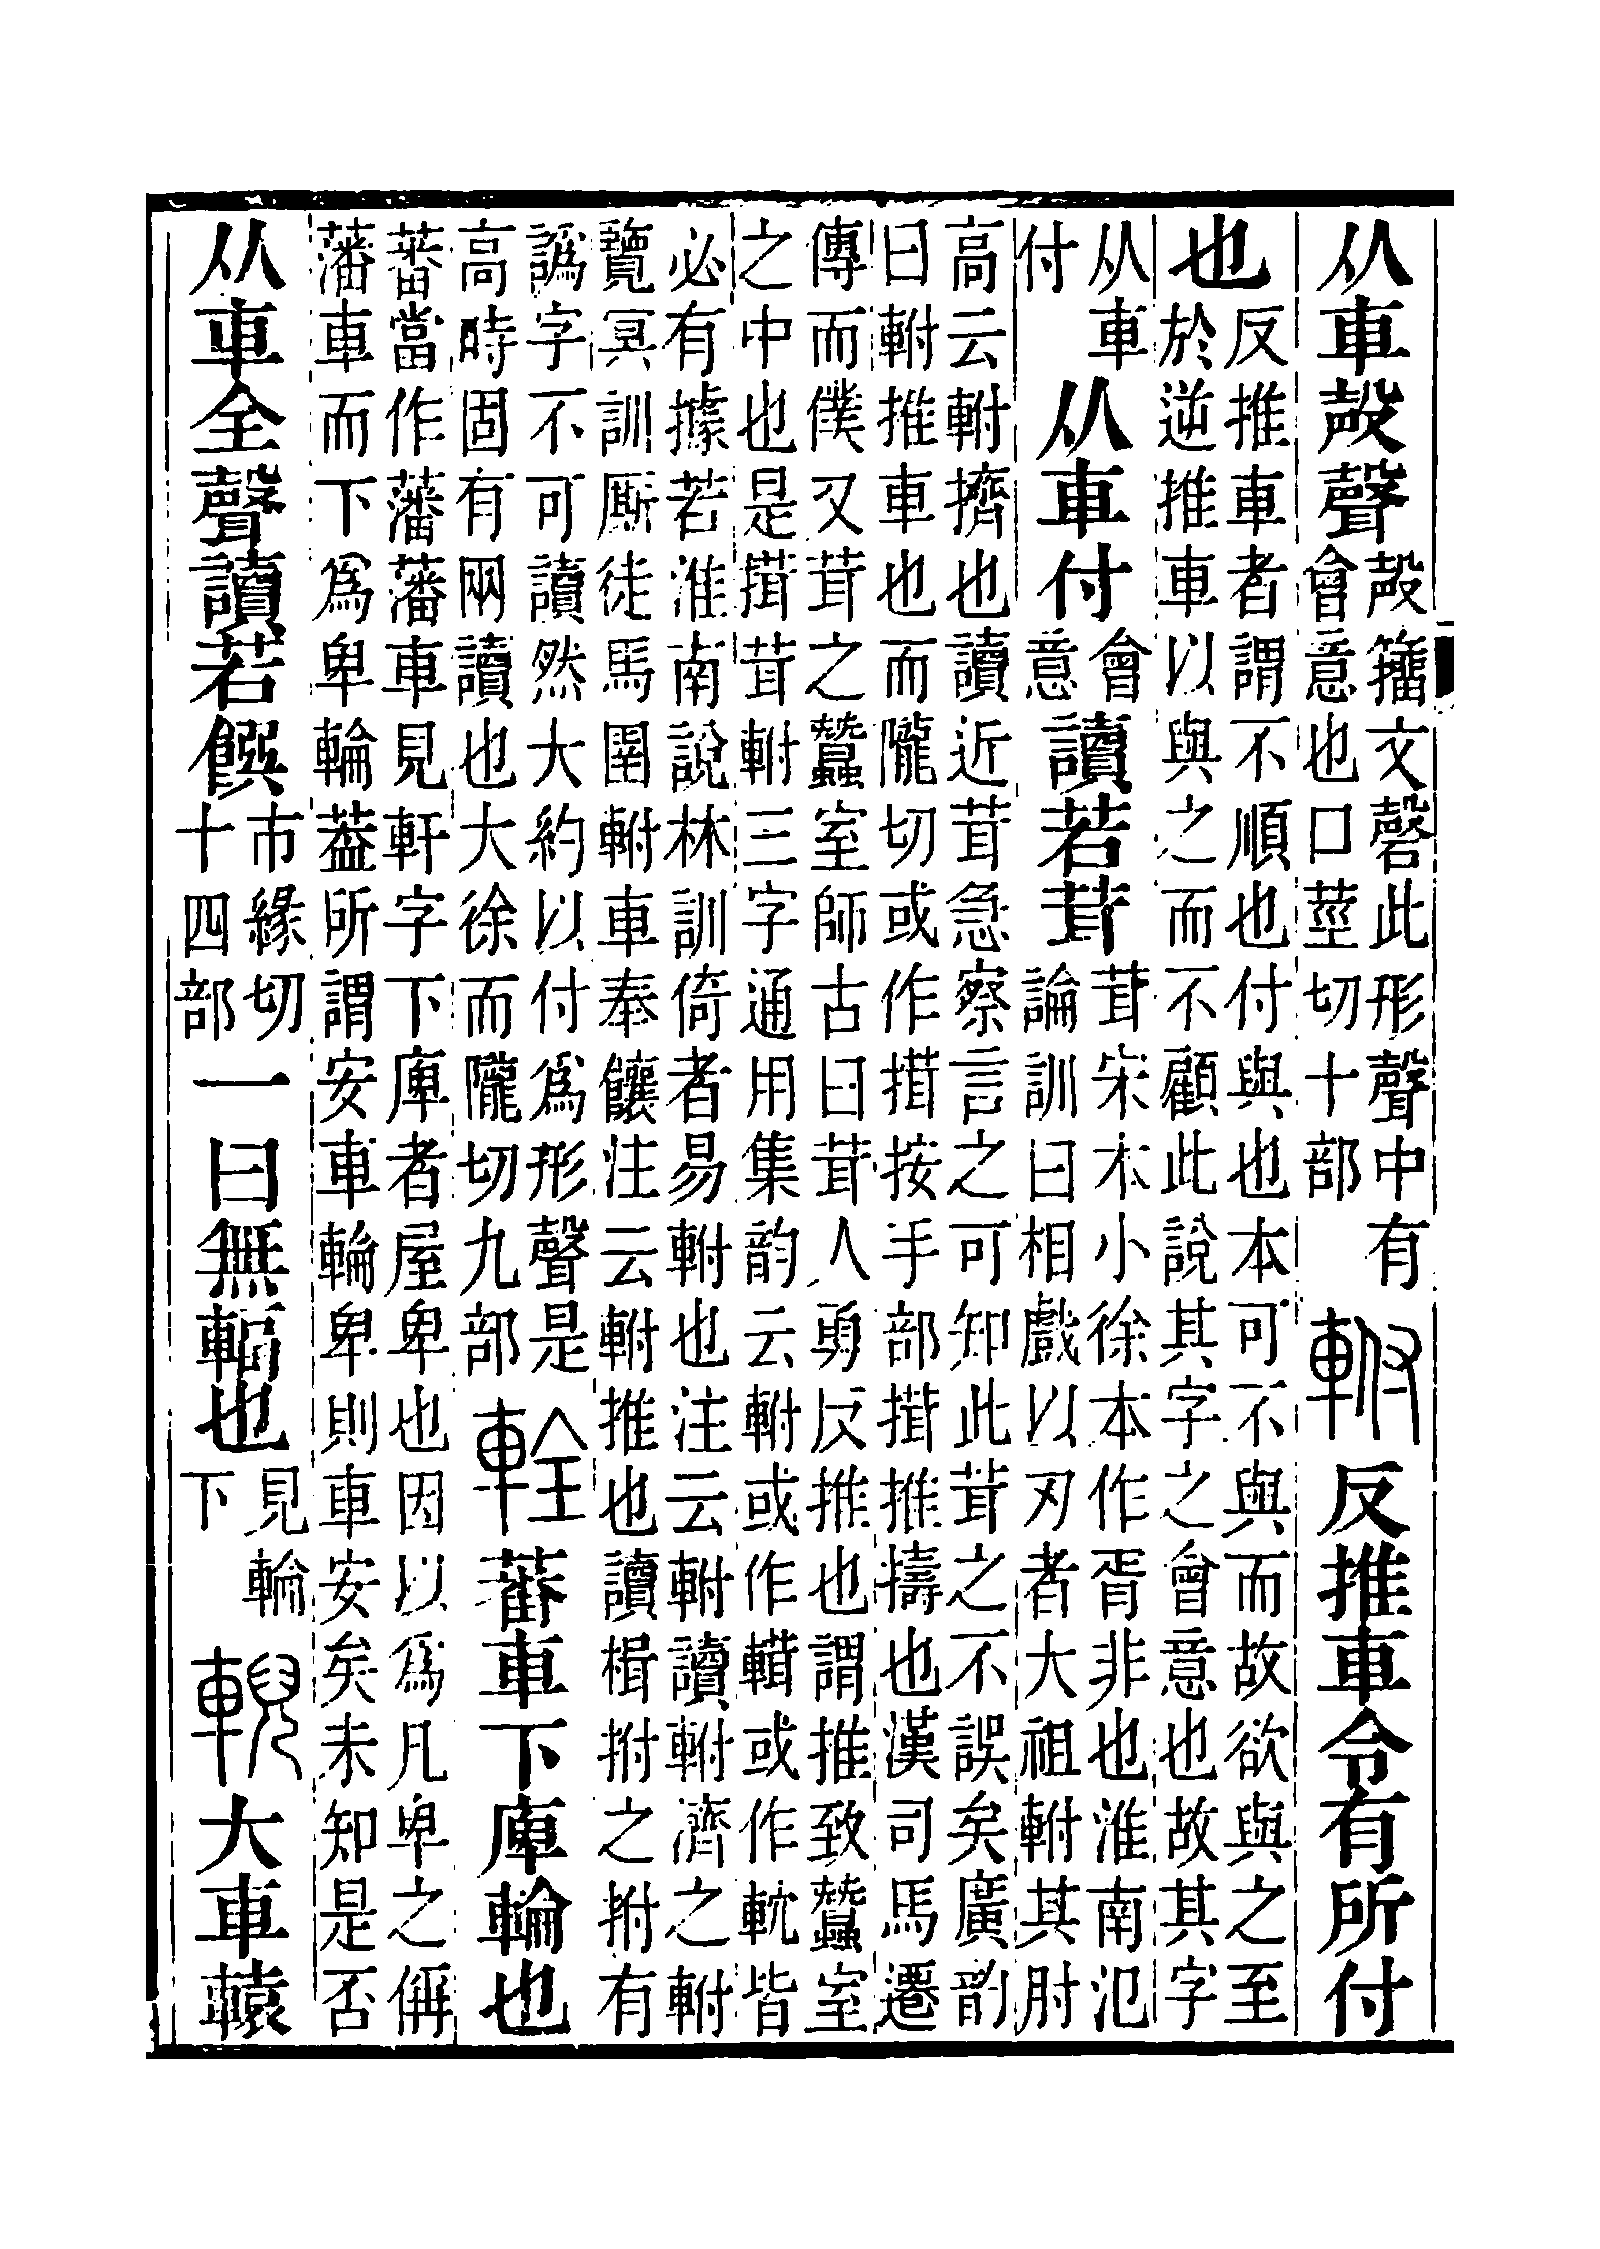 从車殸聲殸籒文磬此形聲中有會意也口莖切十部軵反推車令有所付
也反推車者謂不順也付與也本可不與而故欲與之至於逆推車以與之而不顧此說其字之會意也故其字
从車付从車付會意讀若茸茸宋本小徐本作胥非也淮南氾論訓曰相戲以刃者大祖軵其肘
高云軵擠也讀近茸急察言之可知此茸之不誤矣廣韵曰軵推車也而隴切或作搑按手部搑推擣也漢司馬遷
傳而僕又茸之蠶室師古曰茸人勇反推也謂推致蠶室之中也是搑茸軵三字通用集韵云軵或作或作皆
必有據若淮南說林訓倚者易軵也注云軵讀軵濟之軵覽冥訓厮徒馬圉軵車奉饟注云軵推也讀楫拊之拊有
譌字不可讀然大約以付爲形聲是高時固有兩讀也大徐而隴切九部輇蕃車下庳輪也
蕃當作藩藩車見軒字下庳者屋卑也因以爲凡卑之偁藩車而下爲卑輪葢所謂安車輪卑則車安矣未知是否
从車全聲讀若饌市緣切十四部一曰無輻也見輪下輗大車轅